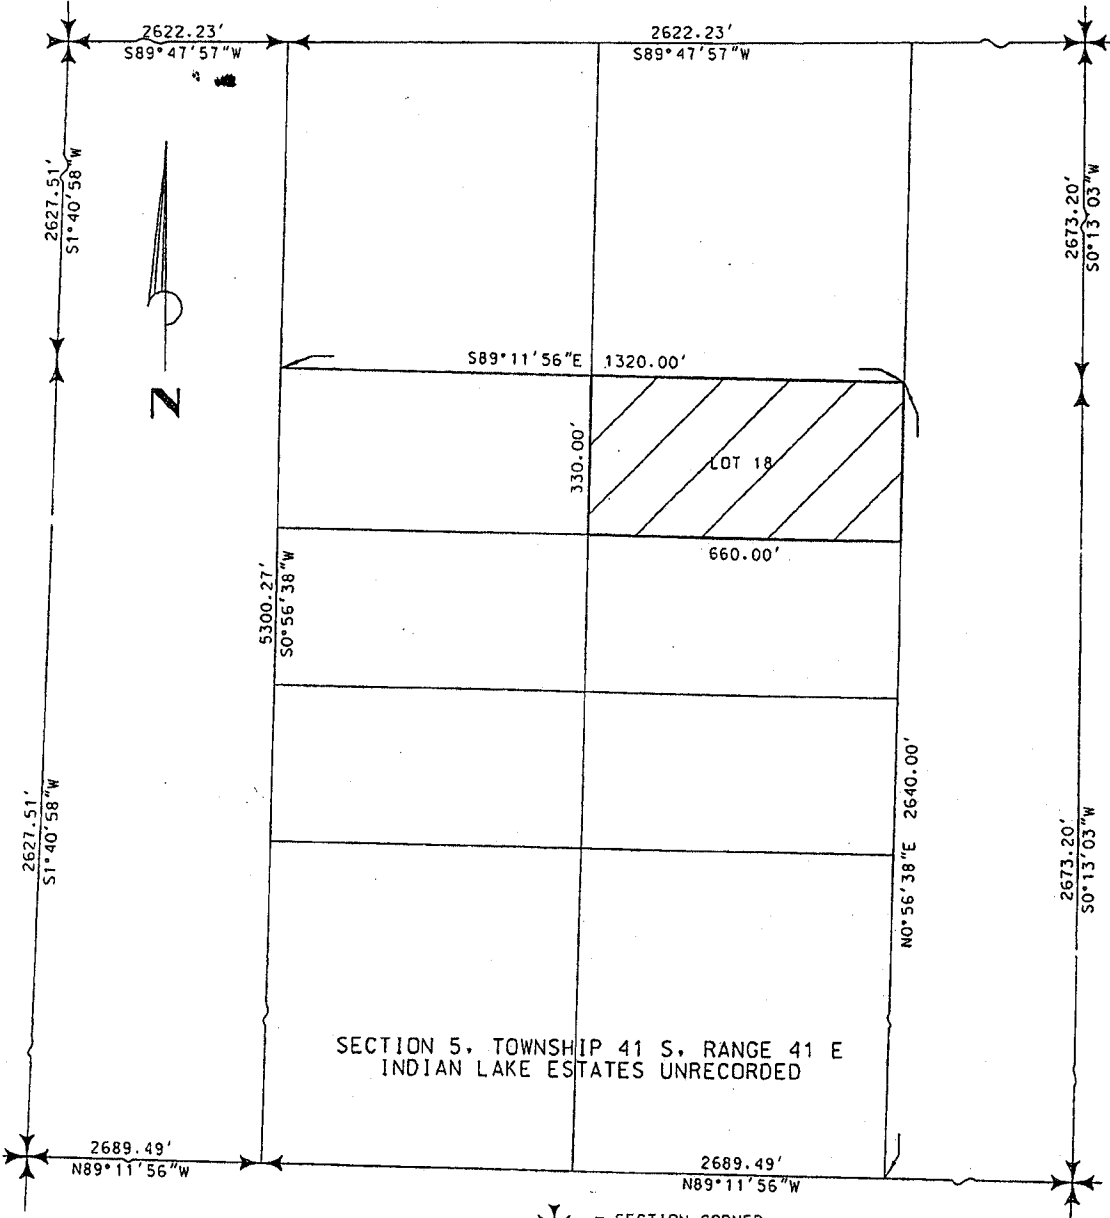 2622.23'
S89°47'57"W
2622.23'
S89°47'57"W
2627.51'
S1°40'58"W
2673.20'
S0°13'03"W
N
S89°11'56"E 1320.00'
330.00'
LOT 18
660.00'
5300.27'
S0°56'38"W
N0°56'38"E 2640.00'
2627.51'
S1°40'58"W
2673.20'
S0°13'03"W
SECTION 5, TOWNSHIP 41 S, RANGE 41 E
INDIAN LAKE ESTATES UNRECORDED
2689.49'
N89°11'56"W
2689.49'
N89°11'56"W
= SECTION CORNER